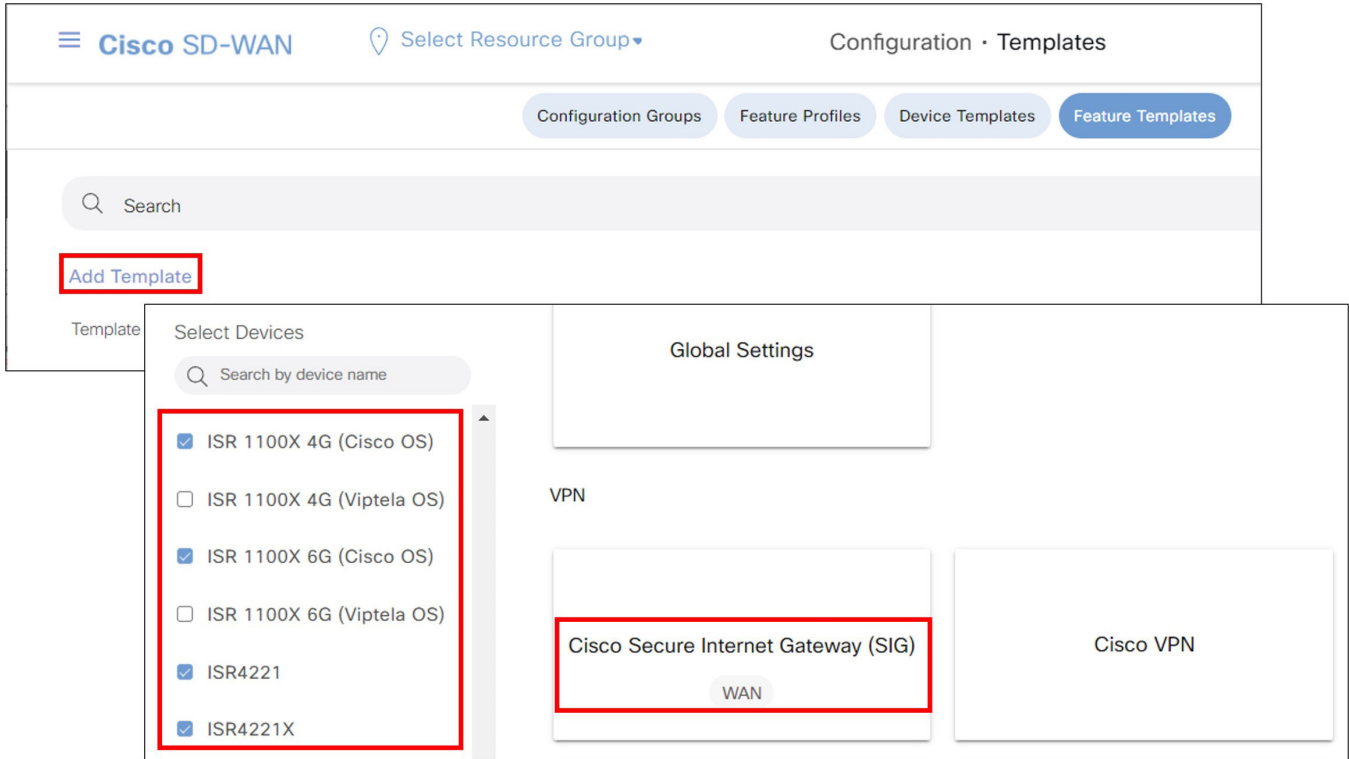 Cisco SD-WAN
Select Resource Group
Configuration · Templates
Configuration Groups
Feature Profiles
Device Templates
Feature Templates
Search
Add Template
Template
Select Devices
Search by device name
ISR 1100X 4G (Cisco OS)
ISR 1100X 4G (Viptela OS)
ISR 1100X 6G (Cisco OS)
ISR 1100X 6G (Viptela OS)
ISR4221
ISR4221X
Global Settings
VPN
Cisco Secure Internet Gateway (SIG)
WAN
Cisco VPN